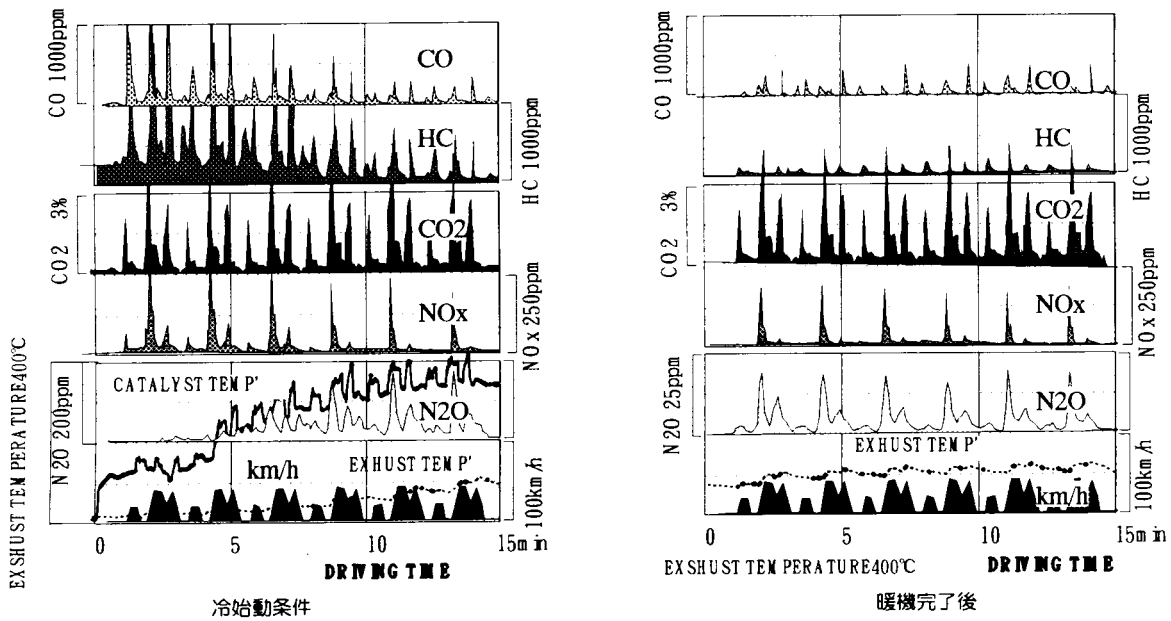 CO 1000ppm
CO
HC
HC 1000ppm
CO2 3%
CO2
NOx
NOx 250ppm
EXSHUST TEMPERATURE400℃
N2O 200ppm
CATALYST TEMP'
N2O
km/h
EXHUST TEMP'
100km/h
0 5 10 15min
DRIVING TIME
冷始動条件
CO 1000ppm
CO
HC
HC 1000ppm
CO2 3%
CO2
NOx
NOx 250ppm
N2O 25ppm
N2O
EXHUST TEMP'
km/h
100km/h
0 5 10 15min
EXSHUST TEMPERATURE400℃ DRIVING TIME
暖機完了後